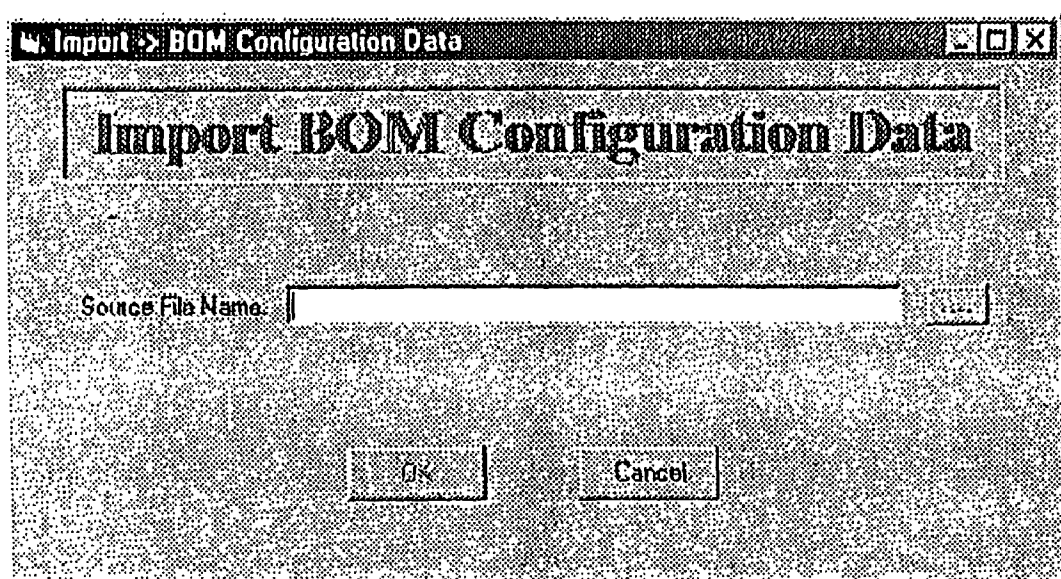 Import -> BOM Configuration Data
Import BOM Configuration Data
Source File Name: ...
OK Cancel